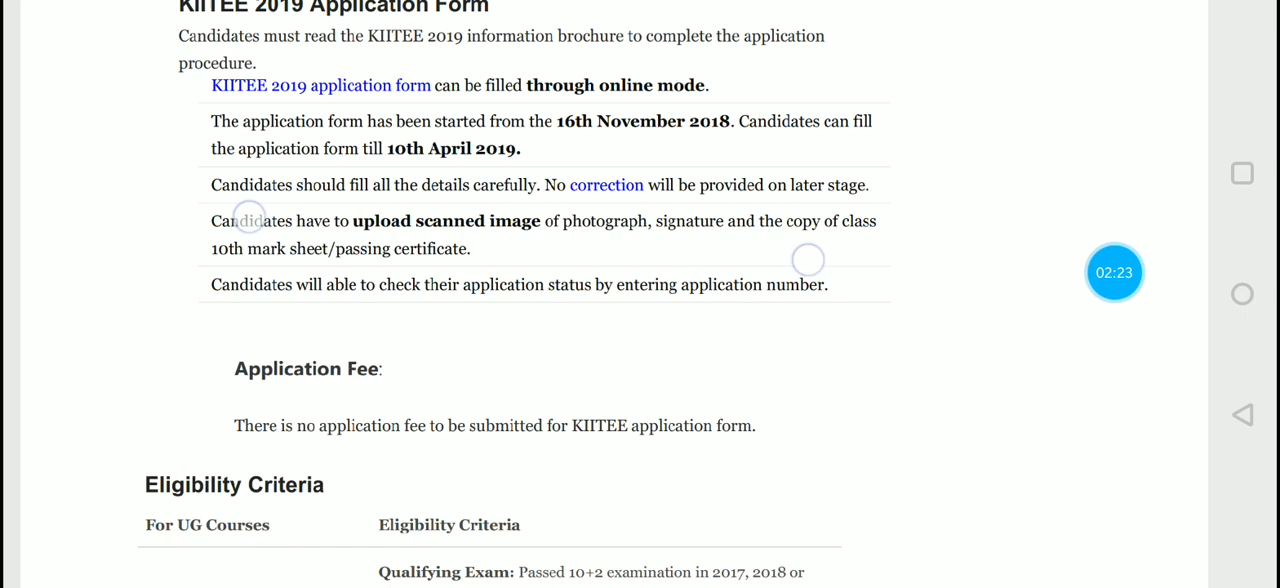 KIITEE 2019 Application Form
Candidates must read the KIITEE 2019 information brochure to complete the application
procedure.
KIITEE 2019 application form can be filled through online mode.
The application form has been started from the 16th November 2018. Candidates can fill
the application form till 10th April 2019.
Candidates should fill all the details carefully. No correction will be provided on later stage.
Candidates have to upload scanned image of photograph, signature and the copy of class
10th mark sheet/passing certificate.
02:23
Candidates will able to check their application status by entering application number.
Application Fee:
There is no application fee to be submitted for KIITEE application form.
Eligibility Criteria
For UG Courses Eligibility Criteria
Qualifying Exam: Passed 10+2 examination in 2017, 2018 or